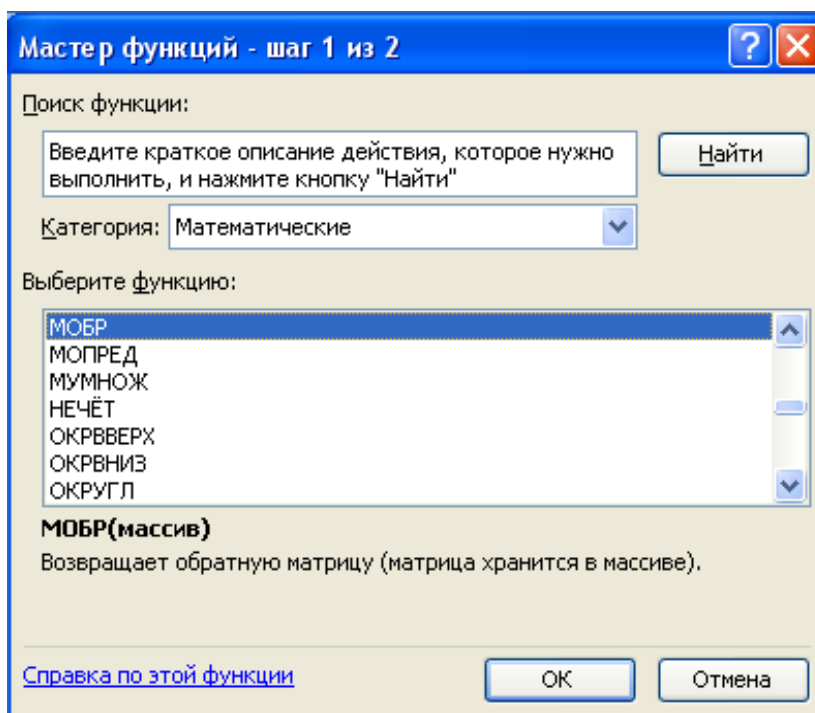 Мастер функций - шаг 1 из 2
Поиск функции:
Введите краткое описание действия, которое нужно
выполнить, и нажмите кнопку "Найти"
Найти
Категория: Математические
Выберите функцию:
МОБР
МОПРЕД
МУМНОЖ
НЕЧЁТ
ОКРВВЕРХ
ОКРВНИЗ
ОКРУГЛ
МОБР(массив)
Возвращает обратную матрицу (матрица хранится в массиве).
Справка по этой функции
ОК
Отмена